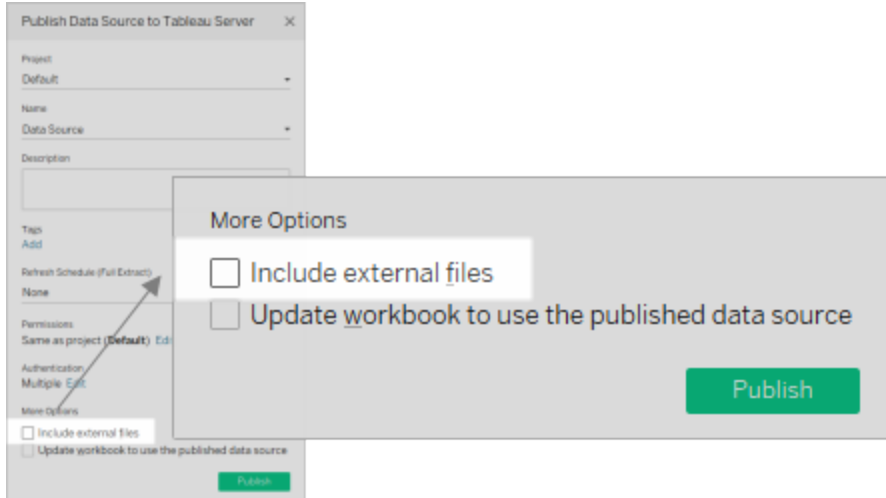 Publish Data Source to Tableau Server ×
Project
Default
Name
Data Source
Description
Tags
Add
Refresh Schedule (Full Extract)
None
Permissions
Same as project (Default) Edi
Authentication
Multiple Edit
More Options
Include external files
Update workbook to use the published data source
Publish
More Options
Include external files
Update workbook to use the published data source
Publish